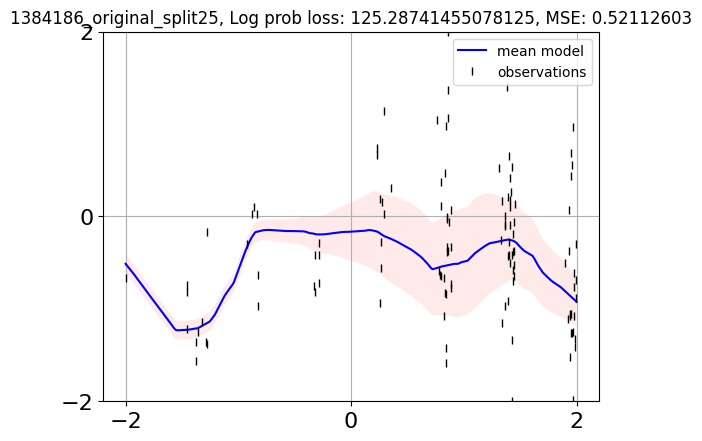 1384186_original_split25, Log prob loss: 125.28741455078125, MSE: 0.52112603
2
mean model
observations
0
−2
−2
0
2